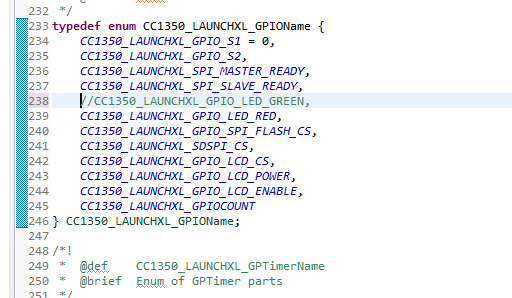 232 */
233 typedef enum CC1350_LAUNCHXL_GPIOName {
234 CC1350_LAUNCHXL_GPIO_S1 = 0,
235 CC1350_LAUNCHXL_GPIO_S2,
236 CC1350_LAUNCHXL_SPI_MASTER_READY,
237 CC1350_LAUNCHXL_SPI_SLAVE_READY,
238 //CC1350_LAUNCHXL_GPIO_LED_GREEN,
239 CC1350_LAUNCHXL_GPIO_LED_RED,
240 CC1350_LAUNCHXL_GPIO_SPI_FLASH_CS,
241 CC1350_LAUNCHXL_SDSPI_CS,
242 CC1350_LAUNCHXL_GPIO_LCD_CS,
243 CC1350_LAUNCHXL_GPIO_LCD_POWER,
244 CC1350_LAUNCHXL_GPIO_LCD_ENABLE,
245 CC1350_LAUNCHXL_GPIOCOUNT
246 } CC1350_LAUNCHXL_GPIOName;
247
248 /*!
249 * @def CC1350_LAUNCHXL_GPTimerName
250 * @brief Enum of GPTimer parts
251 */